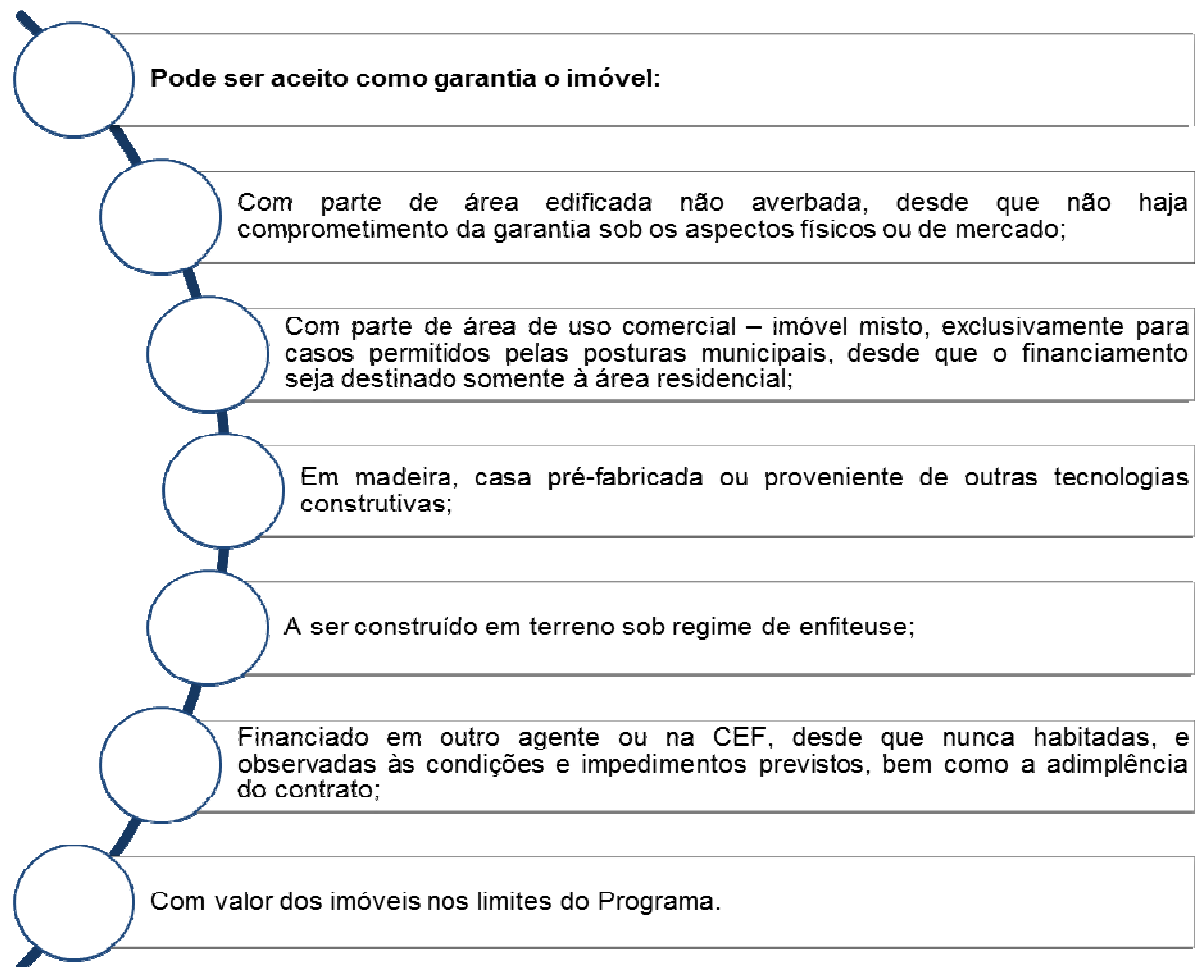 Pode ser aceito como garantia o imóvel:
Com parte de área edificada não averbada, desde que não haja
comprometimento da garantia sob os aspectos físicos ou de mercado;
Com parte de área de uso comercial – imóvel misto, exclusivamente para
casos permitidos pelas posturas municipais, desde que o financiamento
seja destinado somente à área residencial;
Em madeira, casa pré-fabricada ou proveniente de outras tecnologias
construtivas;
A ser construído em terreno sob regime de enfiteuse;
Financiado em outro agente ou na CEF, desde que nunca habitadas, e
observadas às condições e impedimentos previstos, bem como a adimplência
do contrato;
Com valor dos imóveis nos limites do Programa.